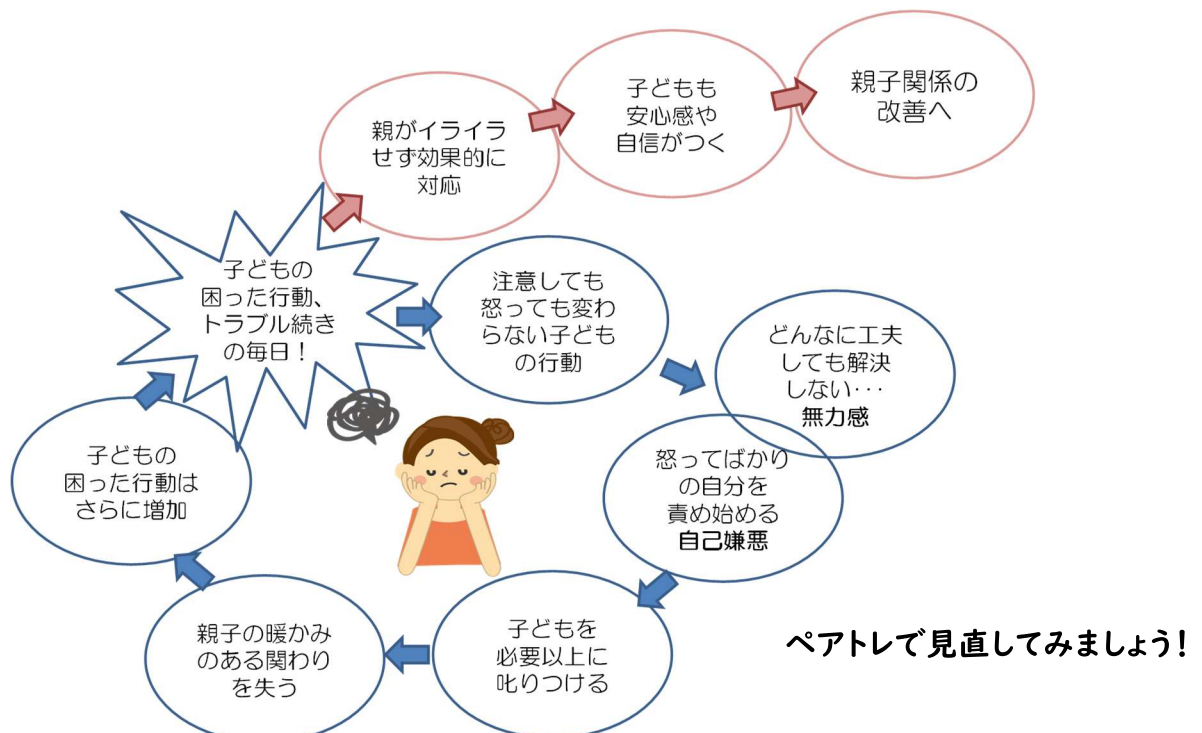 親がイライラ
せず効果的に
対応
子どもも
安心感や
自信がつく
親子関係の
改善へ
子どもの
困った行動、
トラブル続き
の毎日！
注意しても
怒っても変わ
らない子ども
の行動
どんなに工夫
しても解決
しない･･･
無力感
怒ってばかり
の自分を
責め始める
自己嫌悪
子どもを
必要以上に
叱りつける
親子の暖かみ
のある関わり
を失う
子どもの
困った行動は
さらに増加
ペアトレで見直してみましょう！